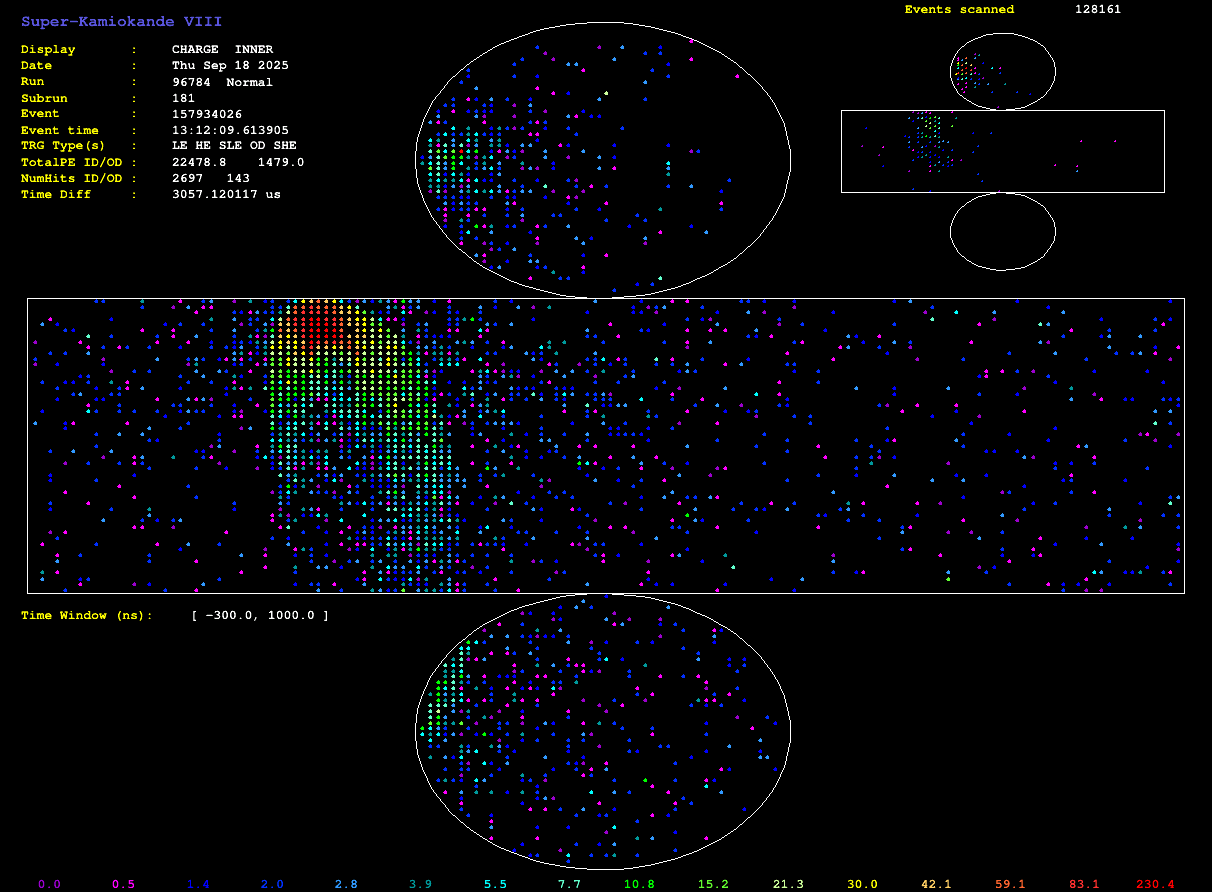 Super-Kamiokande VIII
Events scanned 128161
Display : CHARGE INNER
Date : Thu Sep 18 2025
Run : 96784 Normal
Subrun : 181
Event : 157934026
Event time : 13:12:09.613905
TRG Type(s) : LE HE SLE OD SHE
TotalPE ID/OD : 22478.8 1479.0
NumHits ID/OD : 2697 143
Time Diff : 3057.120117 us
Time Window (ns): [ -300.0, 1000.0 ]
0.0 0.5 1.4 2.0 2.8 3.9 5.5 7.7 10.8 15.2 21.3 30.0 42.1 59.1 83.1 230.4